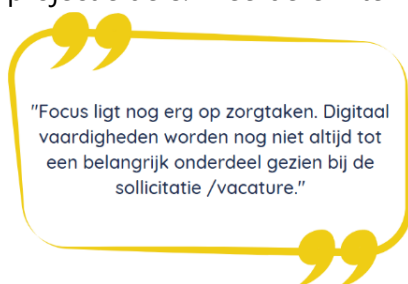 "Focus ligt nog erg op zorgtaken. Digitaal
vaardigheden worden nog niet altijd tot
een belangrijk onderdeel gezien bij de
sollicitatie /vacature."